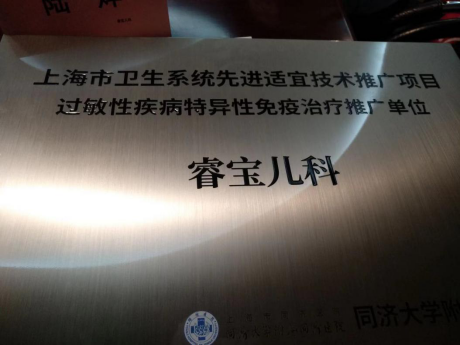 上海市卫生系统先进适宜技术推广项目
过敏性疾病特异性免疫治疗推广单位
睿宝儿科
同济大学附